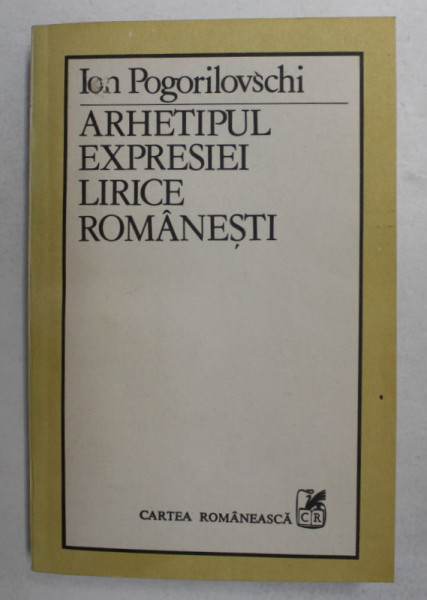 Ion Pogorilovschi
ARHETIPUL
EXPRESIEI
LIRICE
ROMÂNEȘTI
CARTEA ROMÂNEASCĂ
CR